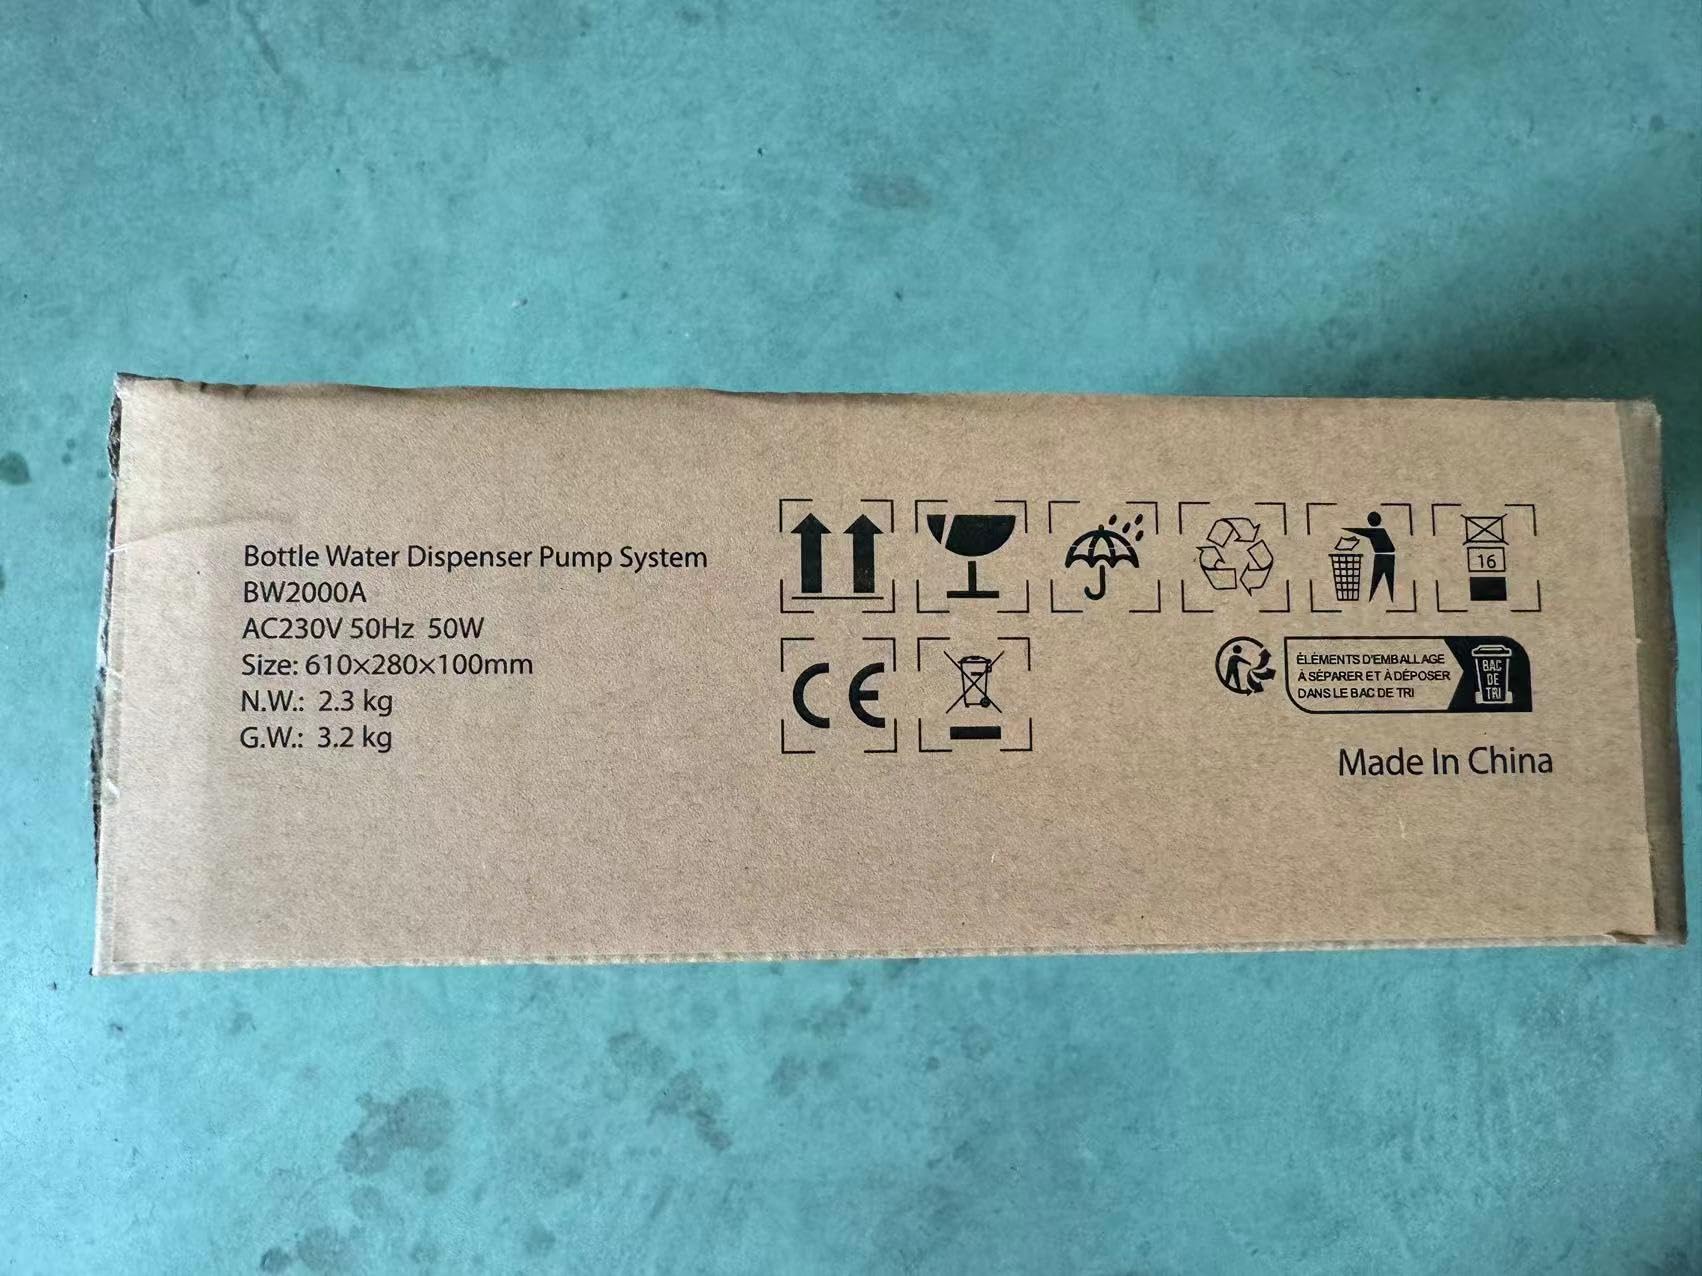 Bottle Water Dispenser Pump System
BW2000A
AC230V 50Hz 50W
Size: 610×280×100mm
N.W.: 2.3 kg
G.W.: 3.2 kg
16
CE
ÉLÉMENTS D'EMBALLAGE
À SÉPARER ET À DÉPOSER
DANS LE BAC DE TRI
BAC
DE
TRI
Made In China